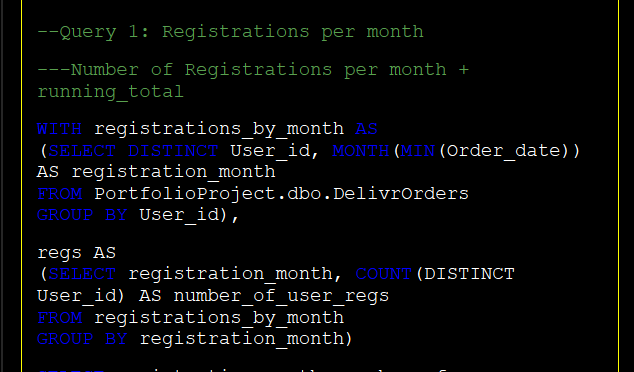 --Query 1: Registrations per month
---Number of Registrations per month +
running_total
WITH registrations_by_month AS
(SELECT DISTINCT User_id, MONTH(MIN(Order_date))
AS registration_month
FROM PortfolioProject.dbo.DelivrOrders
GROUP BY User_id),
regs AS
(SELECT registration_month, COUNT(DISTINCT
User_id) AS number_of_user_regs
FROM registrations_by_month
GROUP BY registration_month)